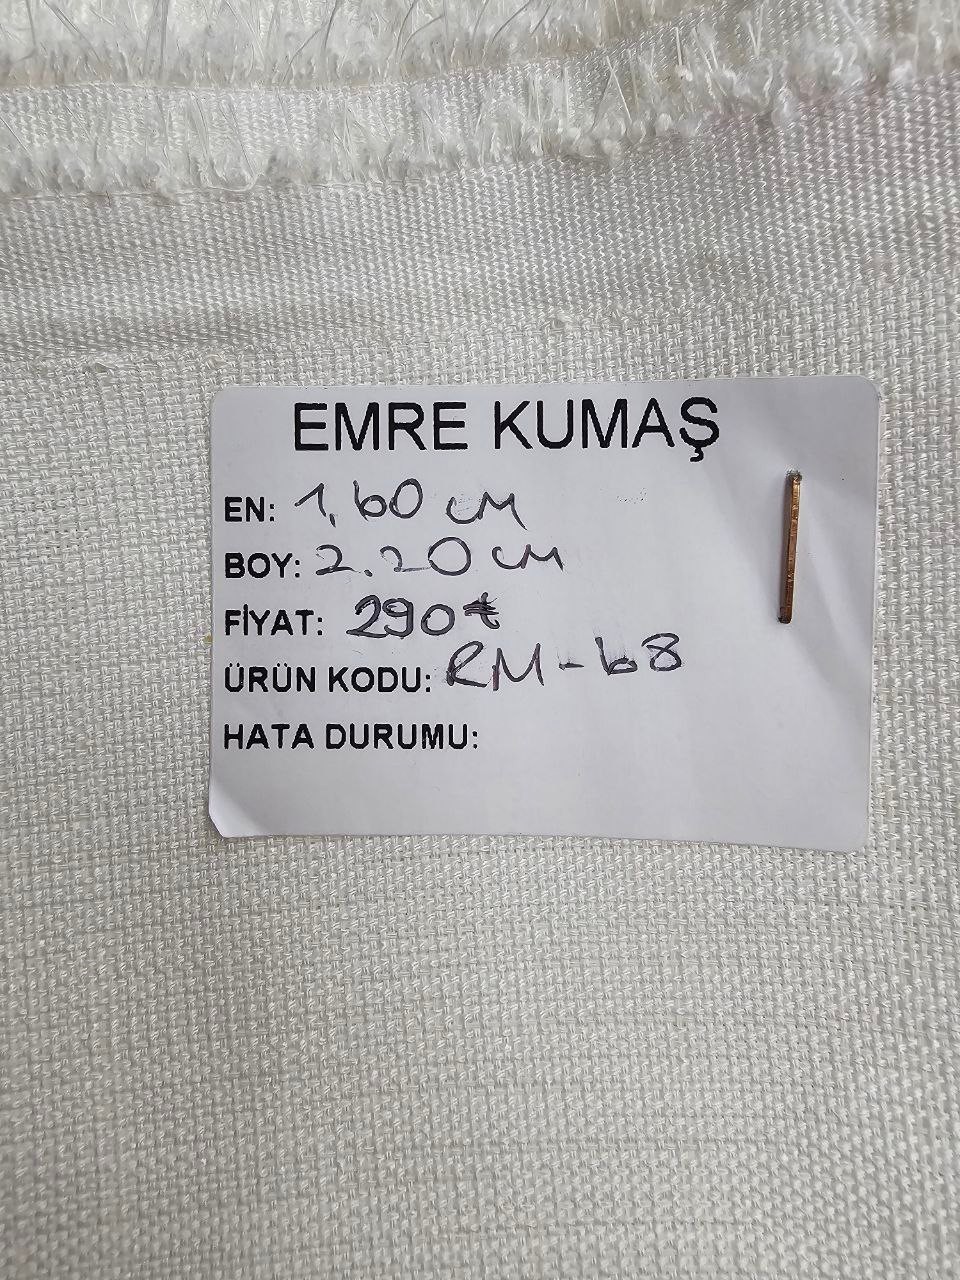 EMRE KUMAŞ
EN: 1,60 CM
BOY: 2.20 CM
FİYAT: 290₺
ÜRÜN KODU: RM-68
HATA DURUMU: